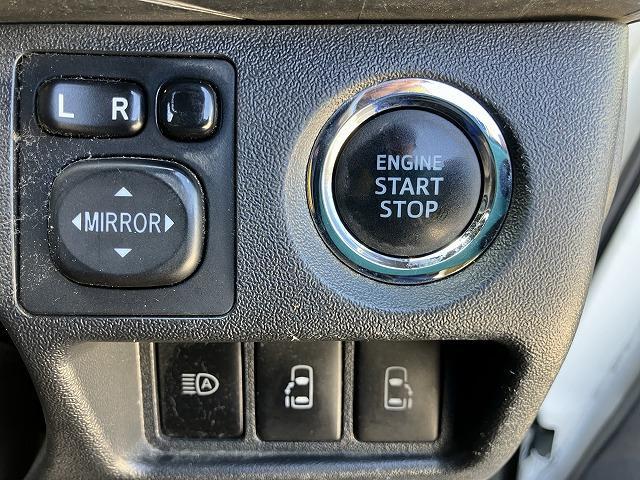 L R
MIRROR
ENGINE
START
STOP
A